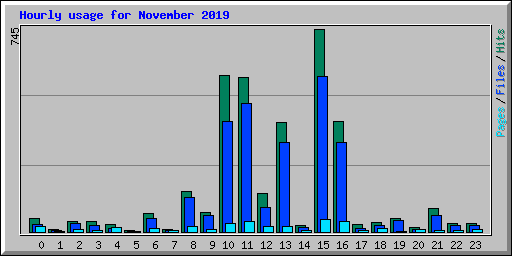 Hourly usage for November 2019
745
Pages/Files/Hits
0 1 2 3 4 5 6 7 8 9 10 11 12 13 14 15 16 17 18 19 20 21 22 23